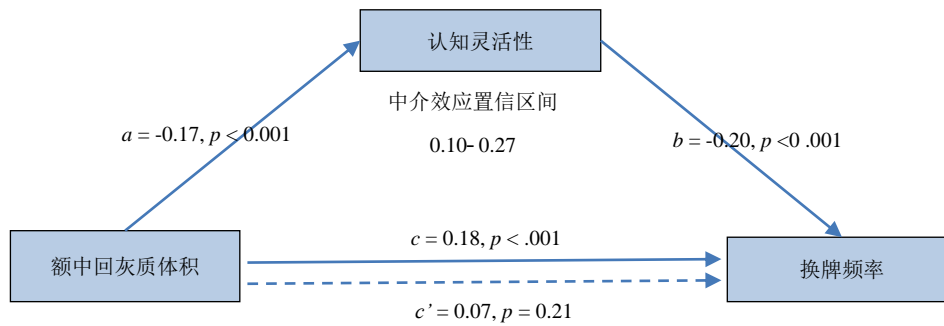 认知灵活性
中介效应置信区间
0.10- 0.27
a = -0.17, p < 0.001
b = -0.20, p <0 .001
额中回灰质体积
c = 0.18, p < .001
换牌频率
c’ = 0.07, p = 0.21